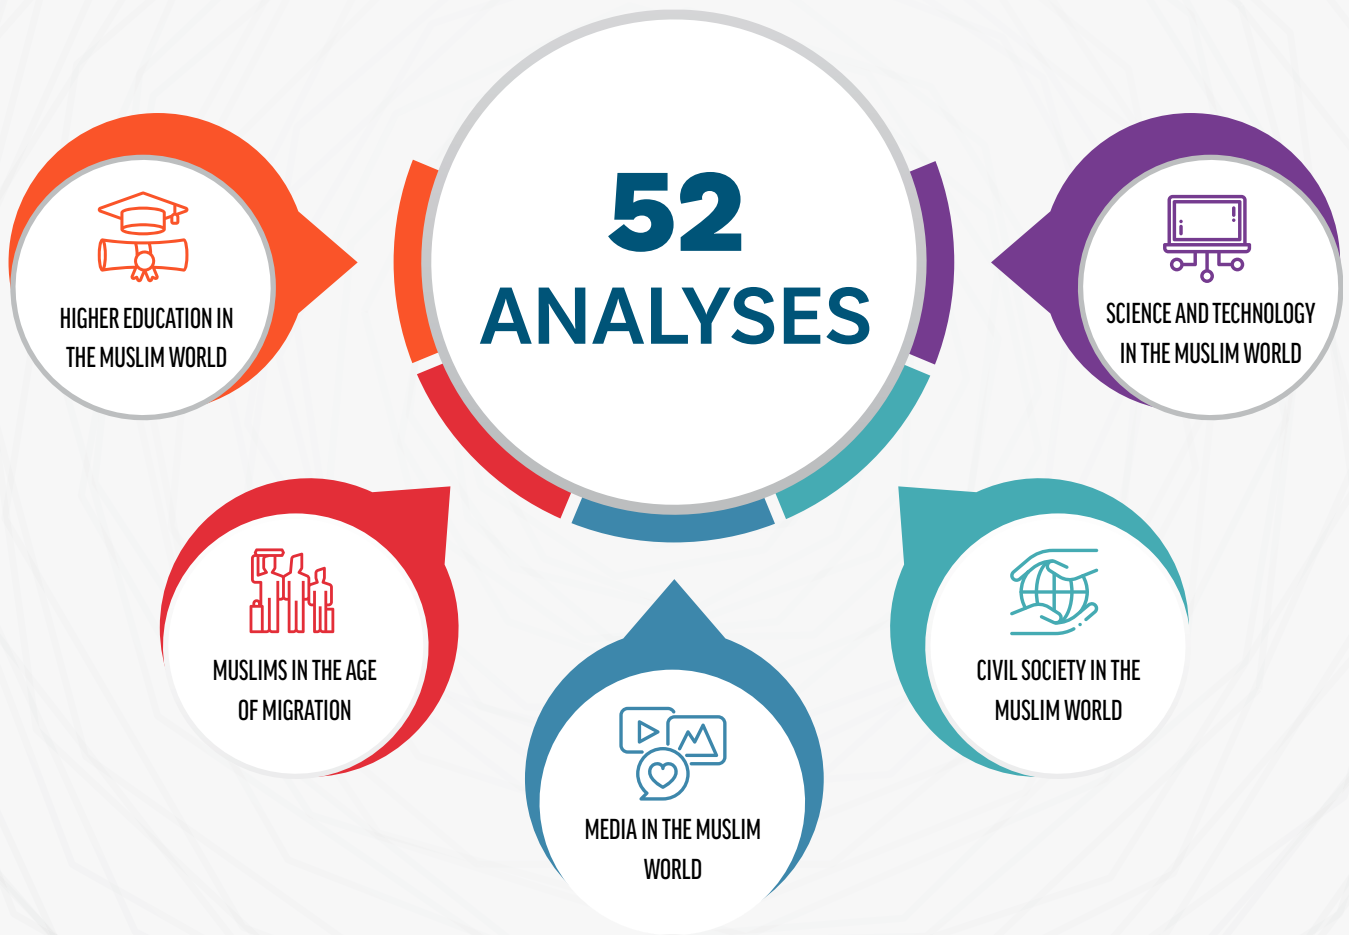 52
ANALYSES
HIGHER EDUCATION IN
THE MUSLIM WORLD
MUSLIMS IN THE AGE
OF MIGRATION
MEDIA IN THE MUSLIM
WORLD
CIVIL SOCIETY IN THE
MUSLIM WORLD
SCIENCE AND TECHNOLOGY
IN THE MUSLIM WORLD